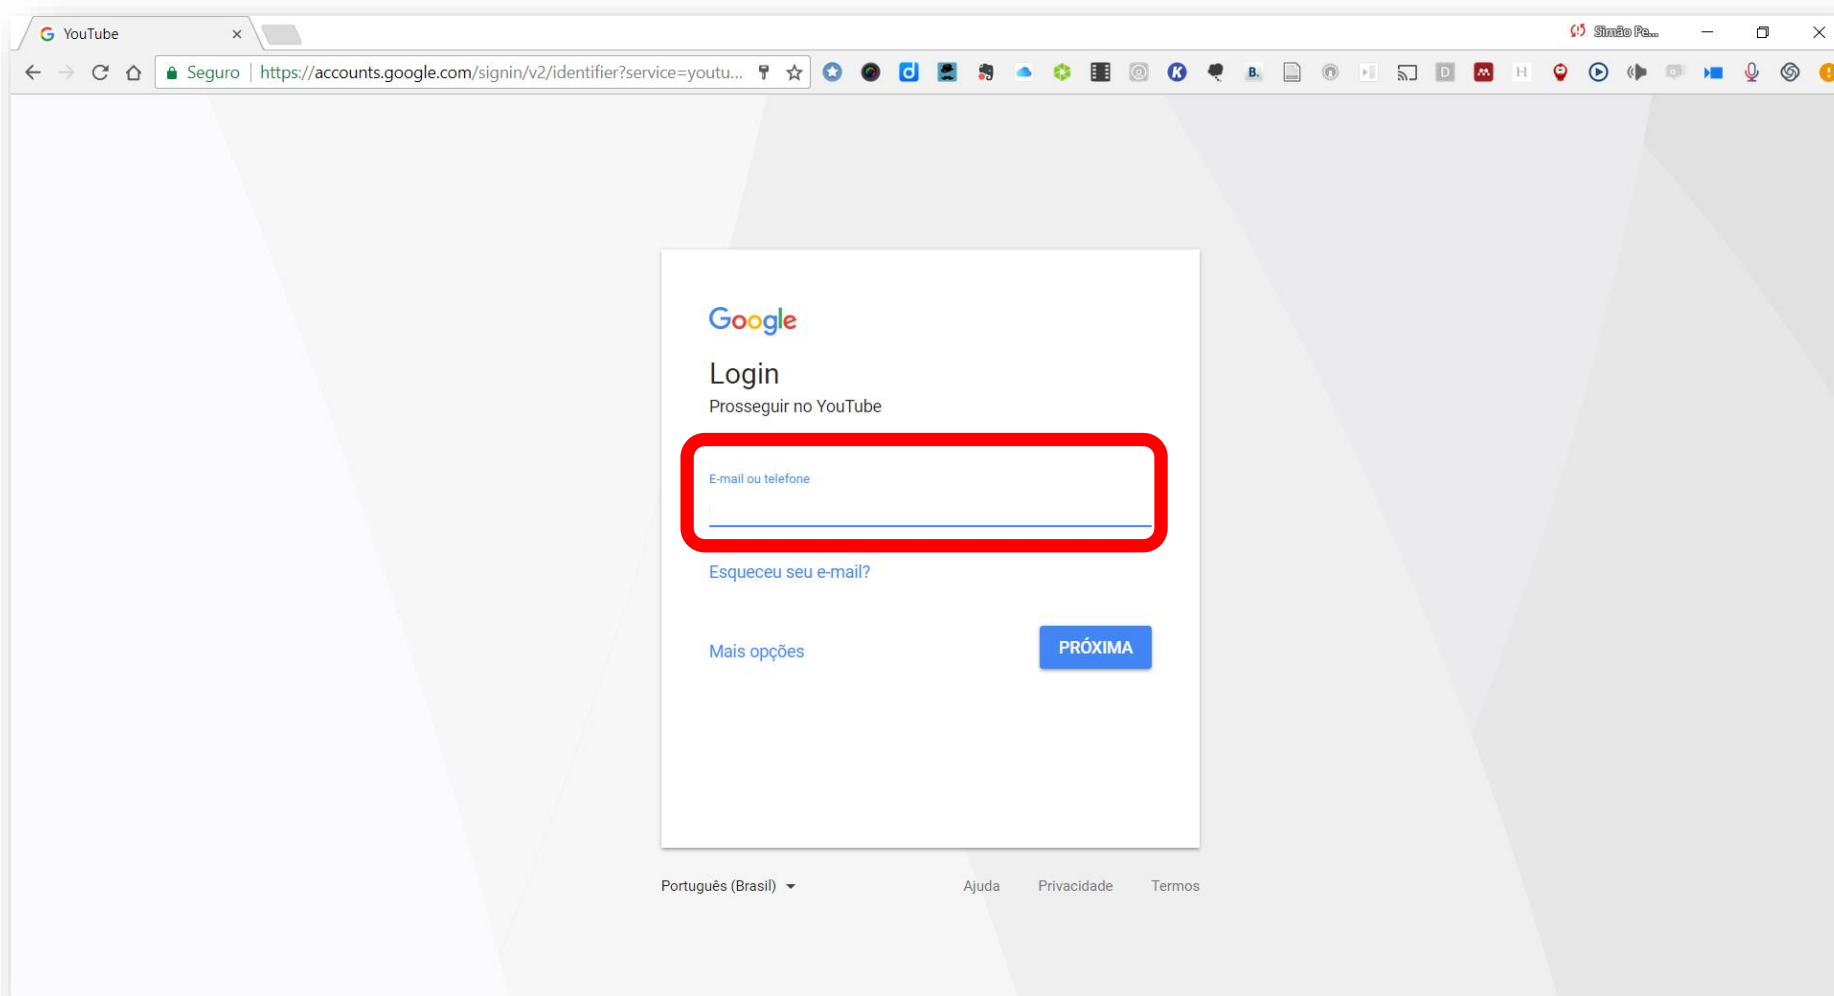 YouTube
Simão Pe...
Seguro | https://accounts.google.com/signin/v2/identifier?service=youtu...
Google
Login
Prosseguir no YouTube
E-mail ou telefone
Esqueceu seu e-mail?
Mais opções
PRÓXIMA
Português (Brasil)
Ajuda Privacidade Termos